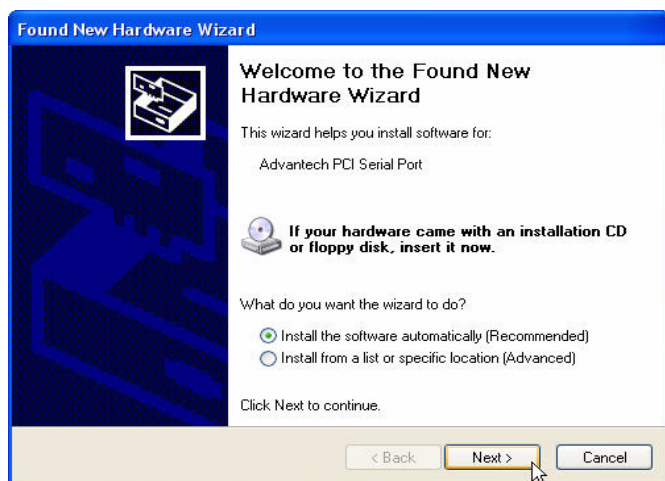 Found New Hardware Wizard
Welcome to the Found New
Hardware Wizard
This wizard helps you install software for:
Advantech PCI Serial Port
If your hardware came with an installation CD
or floppy disk, insert it now.
What do you want the wizard to do?
Install the software automatically (Recommended)
Install from a list or specific location (Advanced)
Click Next to continue.
< Back Next > Cancel